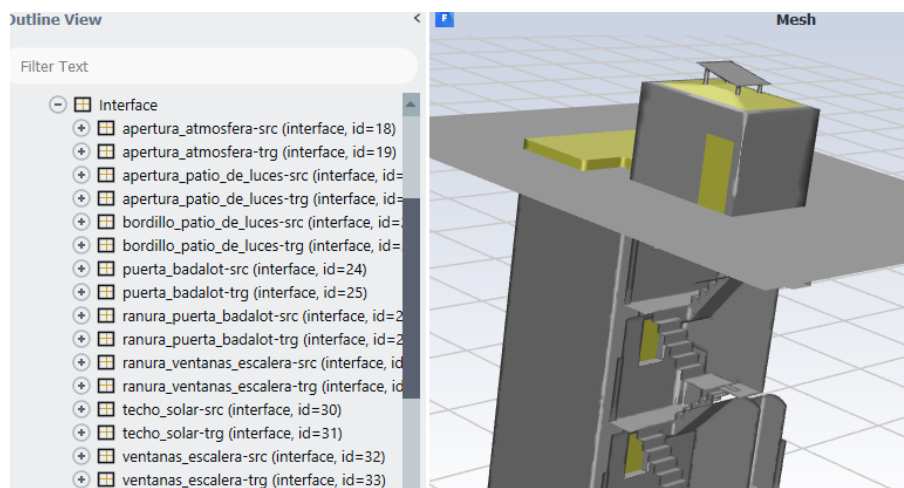 Outline View
<
F
Mesh
Filter Text
Interface
apertura_atmosfera-src (interface, id=18)
apertura_atmosfera-trg (interface, id=19)
apertura_patio_de_luces-src (interface, id=
apertura_patio_de_luces-trg (interface, id=
bordillo_patio_de_luces-src (interface, id=
bordillo_patio_de_luces-trg (interface, id=
puerta_badalot-src (interface, id=24)
puerta_badalot-trg (interface, id=25)
ranura_puerta_badalot-src (interface, id=2
ranura_puerta_badalot-trg (interface, id=2
ranura_ventanas_escalera-src (interface, id
ranura_ventanas_escalera-trg (interface, id
techo_solar-src (interface, id=30)
techo_solar-trg (interface, id=31)
ventanas_escalera-src (interface, id=32)
ventanas_escalera-trg (interface, id=33)